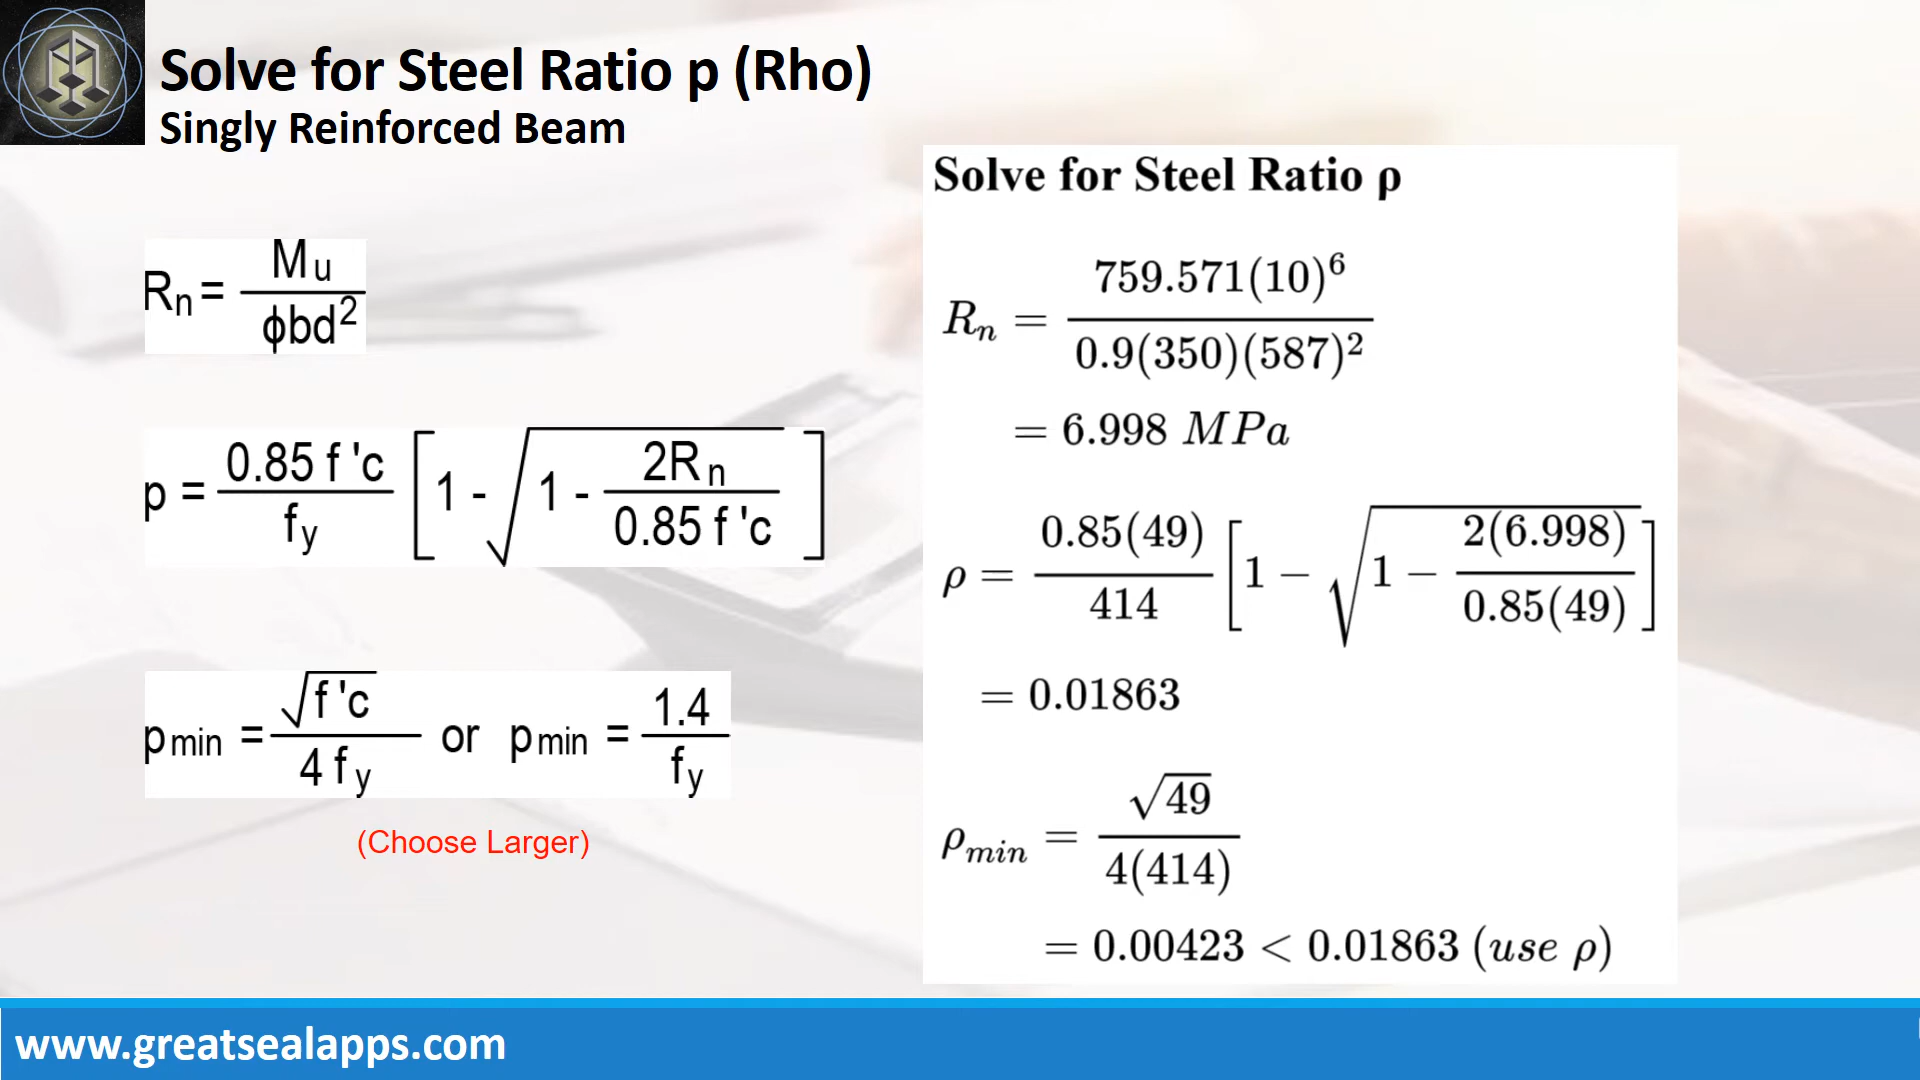 Solve for Steel Ratio p (Rho)
Singly Reinforced Beam
Rn = Mu / ϕbd²
p = 0.85 f 'c / fy [1 - √(1 - 2Rn / 0.85 f 'c)]
pmin = √f 'c / 4 fy or pmin = 1.4 / fy
(Choose Larger)
Solve for Steel Ratio ρ
Rn = 759.571(10)⁶ / 0.9(350)(587)²
= 6.998 MPa
ρ = 0.85(49) / 414 [1 − √(1 − 2(6.998) / 0.85(49))]
= 0.01863
ρmin = √49 / 4(414)
= 0.00423 < 0.01863 (use ρ)
www.greatsealapps.com